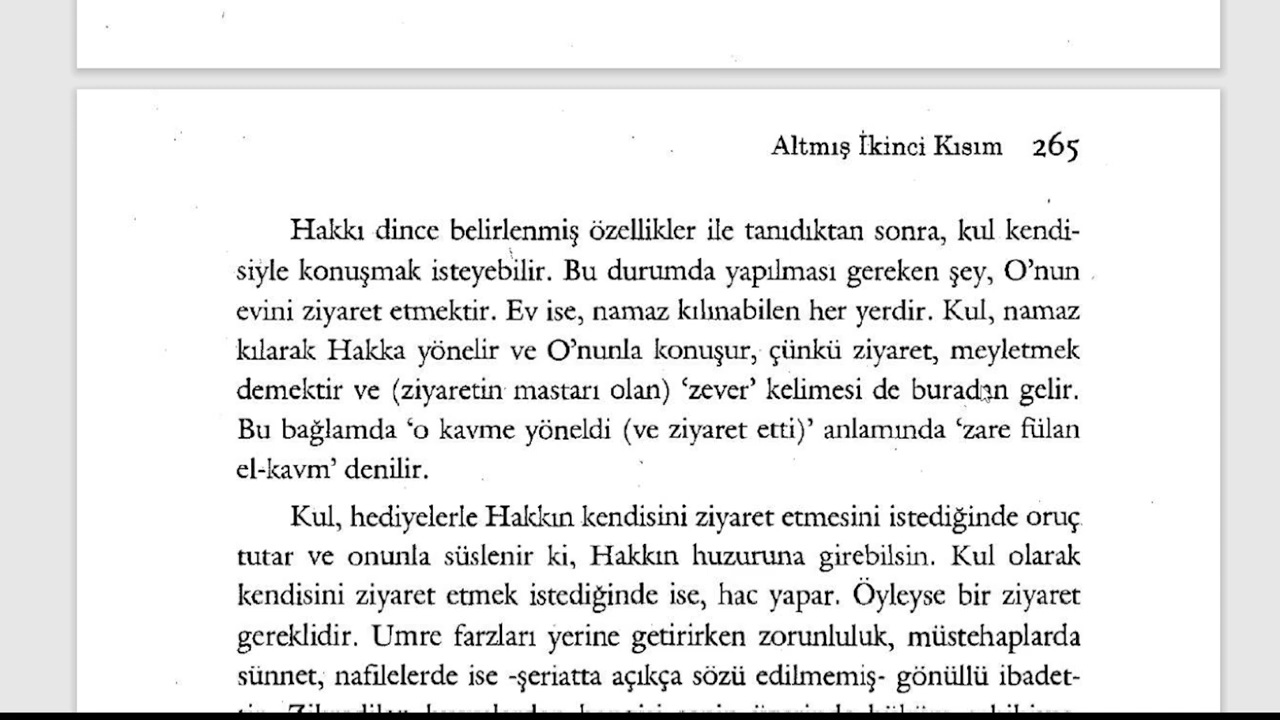 Altmış İkinci Kısım 265
Hakkı dince belirlenmiş özellikler ile tanıdıktan sonra, kul kendi-
siyle konuşmak isteyebilir. Bu durumda yapılması gereken şey, O’nun
evini ziyaret etmektir. Ev ise, namaz kılınabilen her yerdir. Kul, namaz
kılarak Hakka yönelir ve O’nunla konuşur, çünkü ziyaret, meyletmek
demektir ve (ziyaretin mastarı olan) ‘zever’ kelimesi de buradan gelir.
Bu bağlamda ‘o kavme yöneldi (ve ziyaret etti)’ anlamında ‘zare fülan
el-kavm’ denilir.
Kul, hediyelerle Hakkın kendisini ziyaret etmesini istediğinde oruç
tutar ve onunla süslenir ki, Hakkın huzuruna girebilsin. Kul olarak
kendisini ziyaret etmek istediğinde ise, hac yapar. Öyleyse bir ziyaret
gereklidir. Umre farzları yerine getirirken zorunluluk, müstehaplarda
sünnet, nafilelerde ise -şeriatta açıkça sözü edilmemiş- gönüllü ibadet-